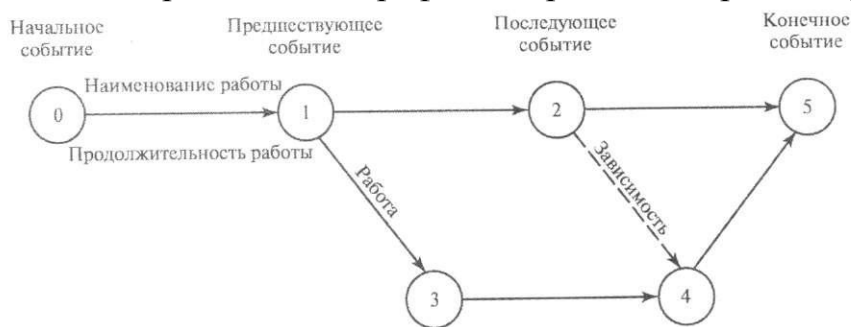 Начальное
событие
Предшествующее
событие
Последующее
событие
Конечное
событие
Наименование работы
Продолжительность работы
0
1
2
5
Работа
Зависимость
3
4